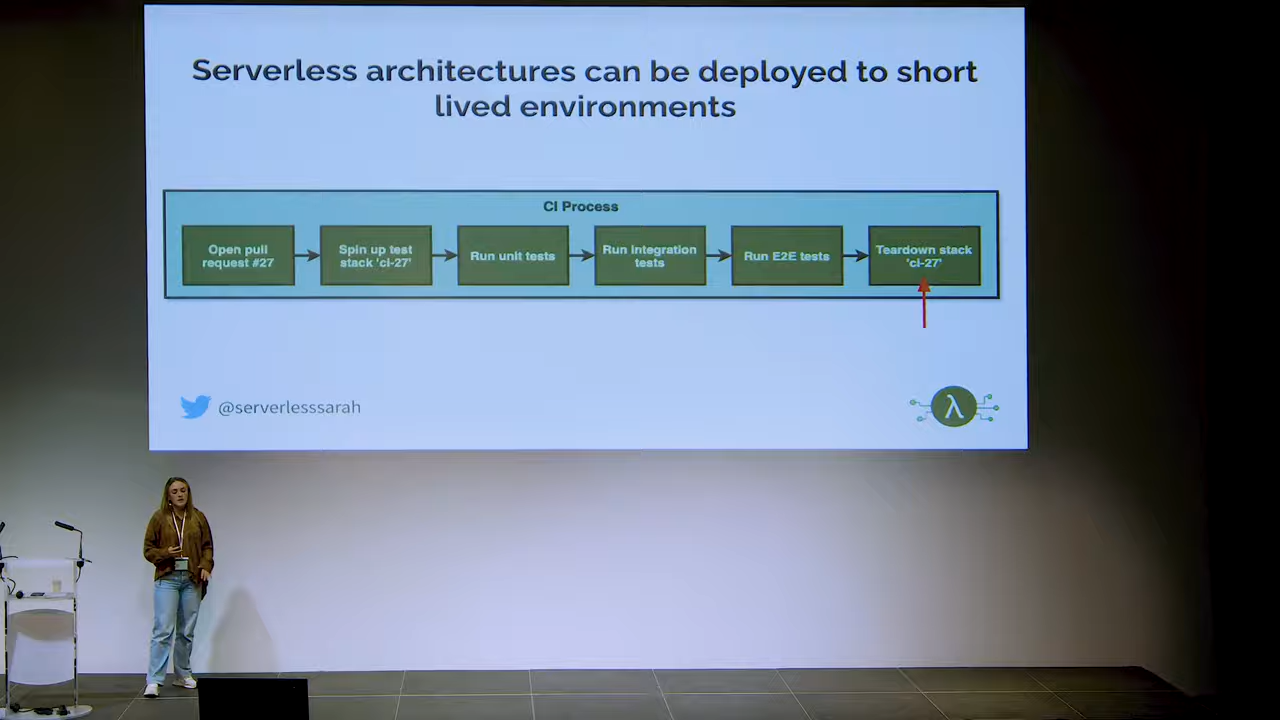 Serverless architectures can be deployed to short
lived environments
CI Process
Open pull
request #27
Spin up test
stack 'ci-27'
Run unit tests
Run integration
tests
Run E2E tests
Teardown stack
'ci-27'
@serverlesssarah
λ